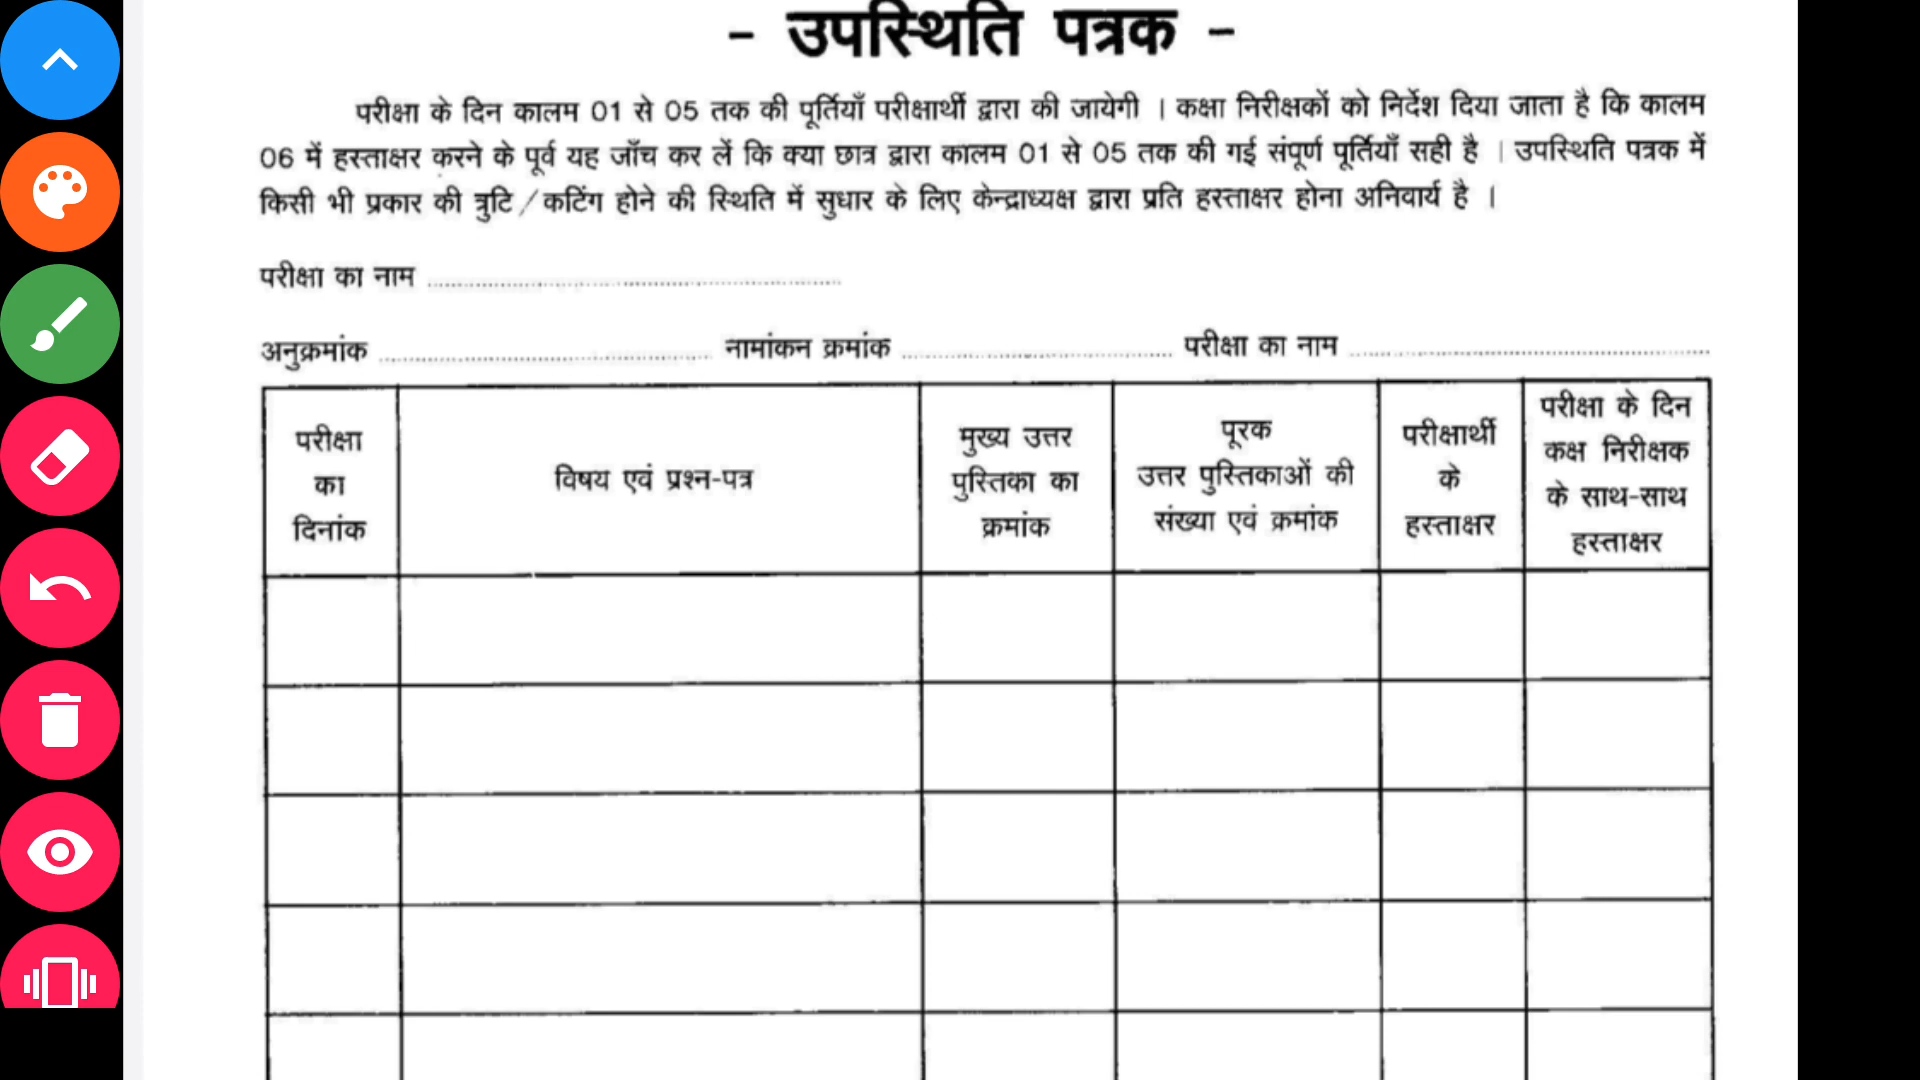 - उपस्थिति पत्रक -
परीक्षा के दिन कालम 01 से 05 तक की पूर्तियाँ परीक्षार्थी द्वारा की जायेगी । कक्षा निरीक्षकों को निर्देश दिया जाता है कि कालम
06 में हस्ताक्षर करने के पूर्व यह जाँच कर लें कि क्या छात्र द्वारा कालम 01 से 05 तक की गई संपूर्ण पूर्तियाँ सही है । उपस्थिति पत्रक में
किसी भी प्रकार की त्रुटि / कटिंग होने की स्थिति में सुधार के लिए केन्द्राध्यक्ष द्वारा प्रति हस्ताक्षर होना अनिवार्य है ।
परीक्षा का नाम
अनुक्रमांक नामांकन क्रमांक परीक्षा का नाम
परीक्षा
का
दिनांक
विषय एवं प्रश्न-पत्र
मुख्य उत्तर
पुस्तिका का
क्रमांक
पूरक
उत्तर पुस्तिकाओं की
संख्या एवं क्रमांक
परीक्षार्थी
के
हस्ताक्षर
परीक्षा के दिन
कक्ष निरीक्षक
के साथ-साथ
हस्ताक्षर